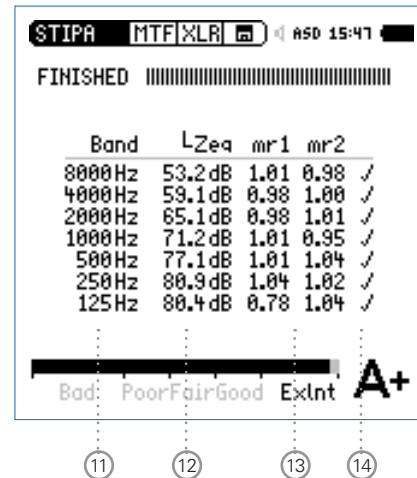 STIPA MTF XLR ASD 15:47
FINISHED
Band LZeq mr1 mr2
8000Hz 53.2dB 1.01 0.98 ✓
4000Hz 59.1dB 0.98 1.00 ✓
2000Hz 65.1dB 0.98 1.01 ✓
1000Hz 71.2dB 1.01 0.95 ✓
500Hz 77.1dB 1.01 1.04 ✓
250Hz 80.9dB 1.04 1.02 ✓
125Hz 80.4dB 0.78 1.04 ✓
Bad Poor Fair Good Exlnt A+
11 12 13 14